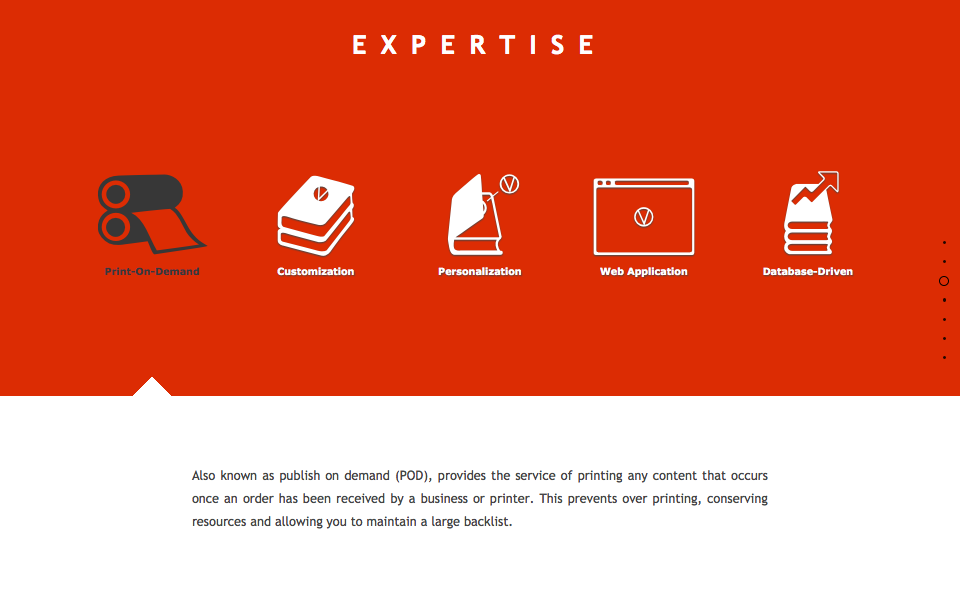 EXPERTISE
Print-On-Demand
Customization
Personalization
Web Application
Database-Driven
Also known as publish on demand (POD), provides the service of printing any content that occurs
once an order has been received by a business or printer. This prevents over printing, conserving
resources and allowing you to maintain a large backlist.